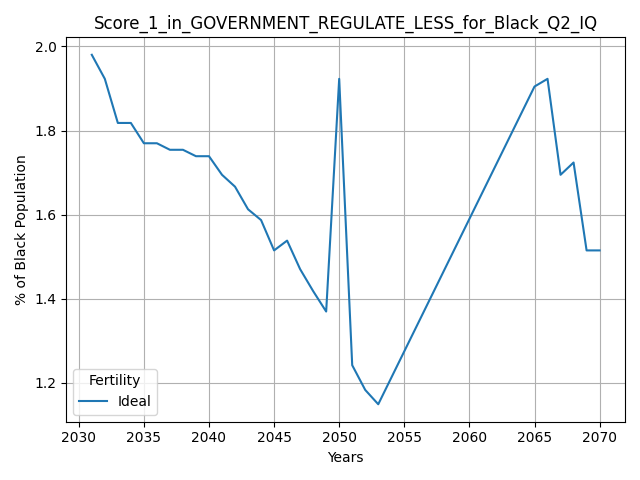 Score_1_in_GOVERNMENT_REGULATE_LESS_for_Black_Q2_IQ
% of Black Population
2.0
1.8
1.6
1.4
1.2
Fertility
Ideal
2030 2035 2040 2045 2050 2055 2060 2065 2070
Years